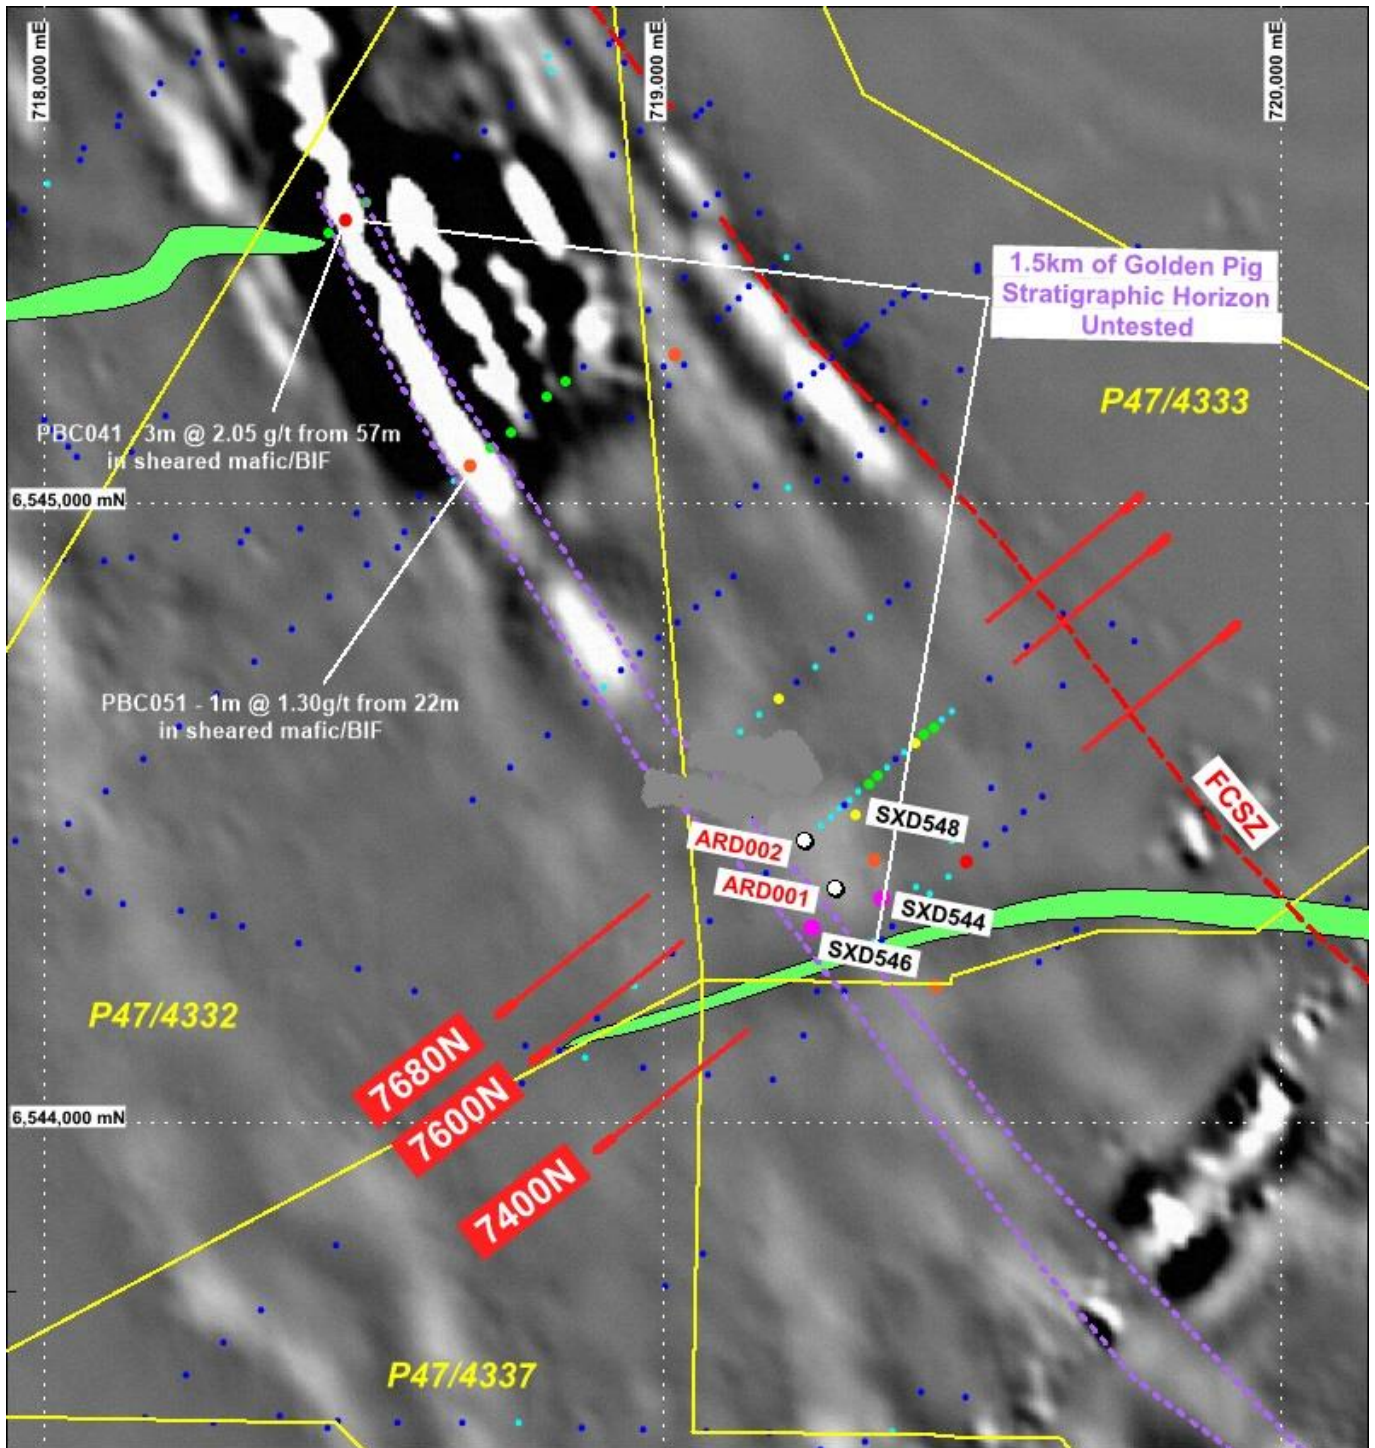 718,000 mE
719,000 mE
720,000 mE
1.5km of Golden Pig
Stratigraphic Horizon
Untested
P47/4333
PBC041 - 3m @ 2.05 g/t from 57m
in sheared mafic/BIF
6,545,000 mN
PBC051 - 1m @ 1.30g/t from 22m
in sheared mafic/BIF
FCSZ
SXD548
ARD002
ARD001
SXD544
SXD546
P47/4332
7680N
7600N
6,544,000 mN
7400N
P47/4337